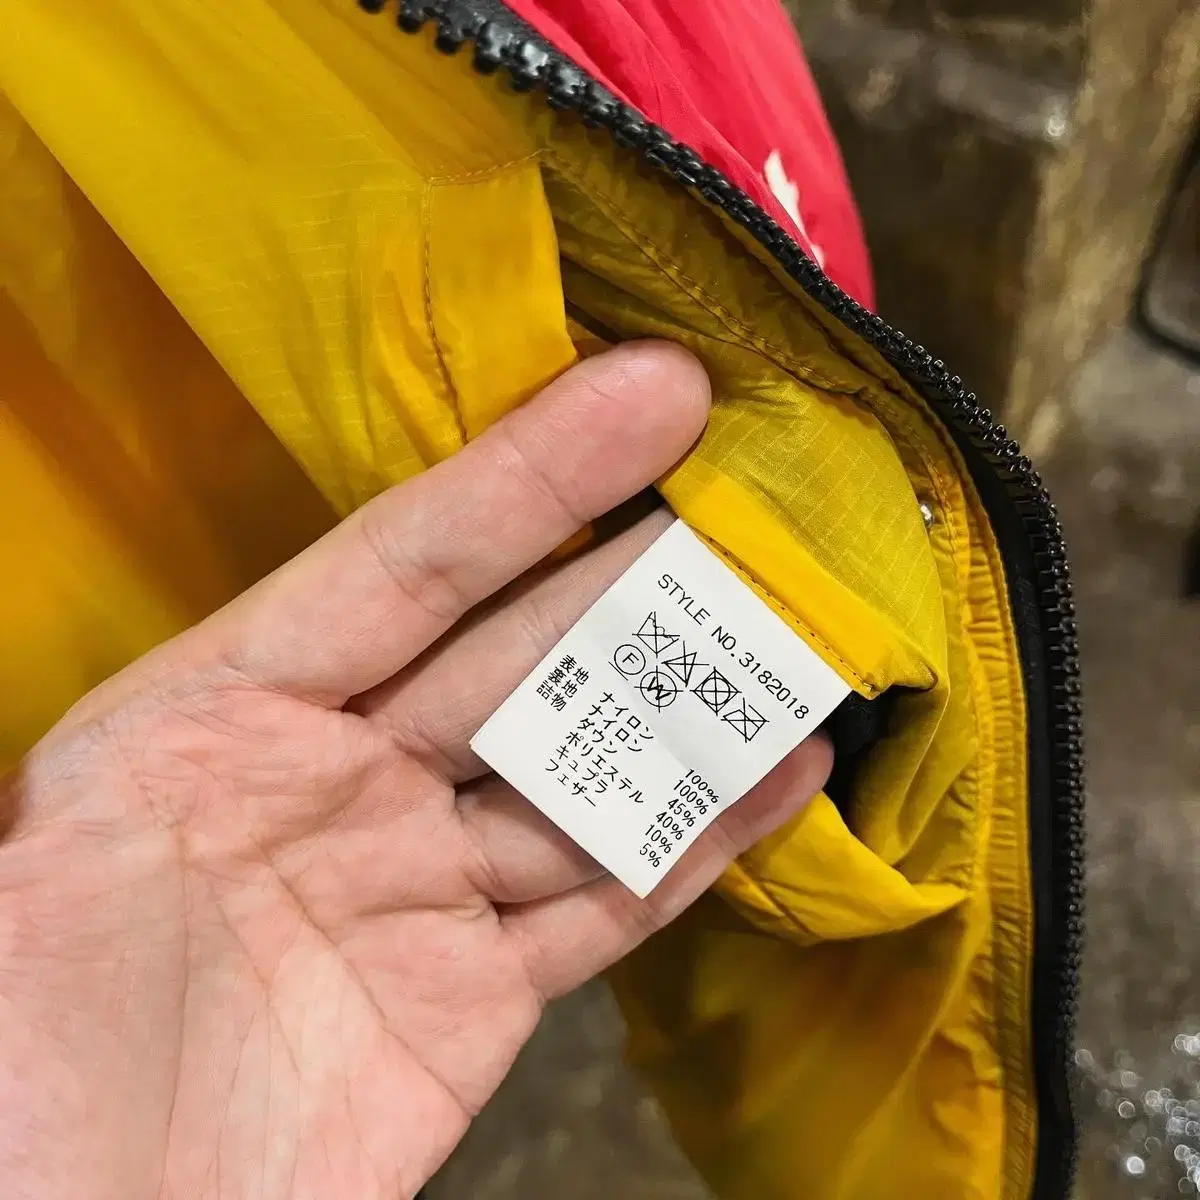 STYLE NO.3182018
F W
表地 ナイロン 100%
裏地 ナイロン 100%
詰物 ダウン 45%
ポリエステル 40%
キュプラ 10%
フェザー 5%